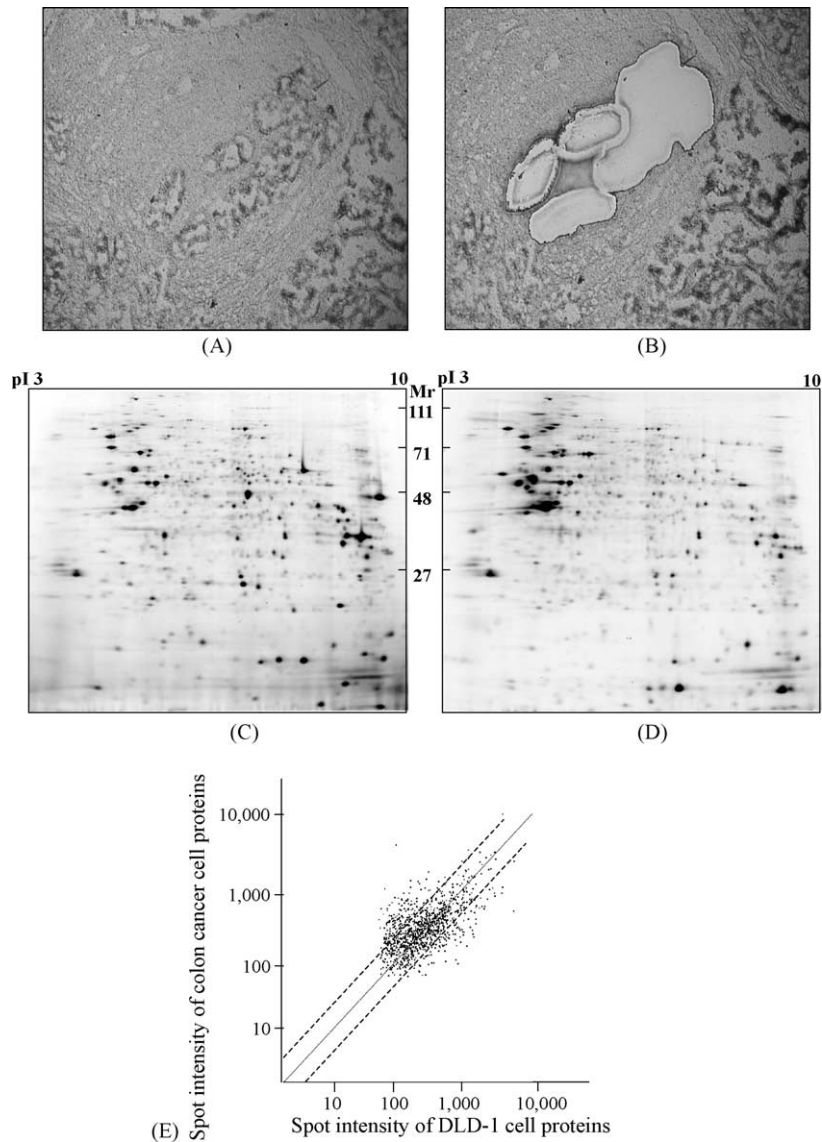 (A)
(B)
pI 3 10
Mr
111
71
48
27
pI 3 10
(C)
(D)
Spot intensity of colon cancer cell proteins
10,000
1,000
100
10
10 100 1,000 10,000
Spot intensity of DLD-1 cell proteins
(E)